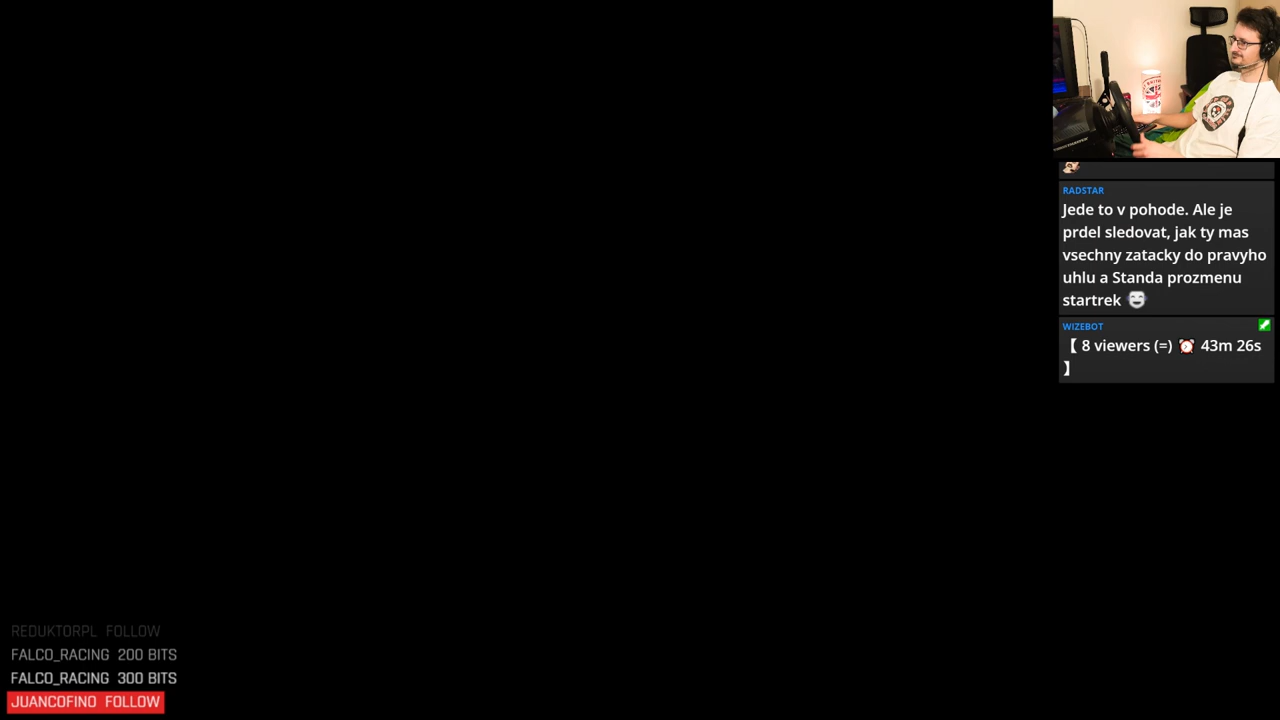 RADSTAR
Jede to v pohode. Ale je
prdel sledovat, jak ty mas
vsechny zatacky do pravyho
uhlu a Standa prozmenu
startrek
WIZEBOT
【 8 viewers (=) ⏰ 43m 26s
】
REDUKTORPL FOLLOW
FALCO_RACING 200 BITS
FALCO_RACING 300 BITS
JUANCOFINO FOLLOW